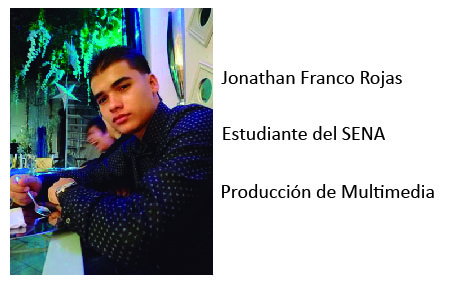 Jonathan Franco Rojas
Estudiante del SENA
Producción de Multimedia